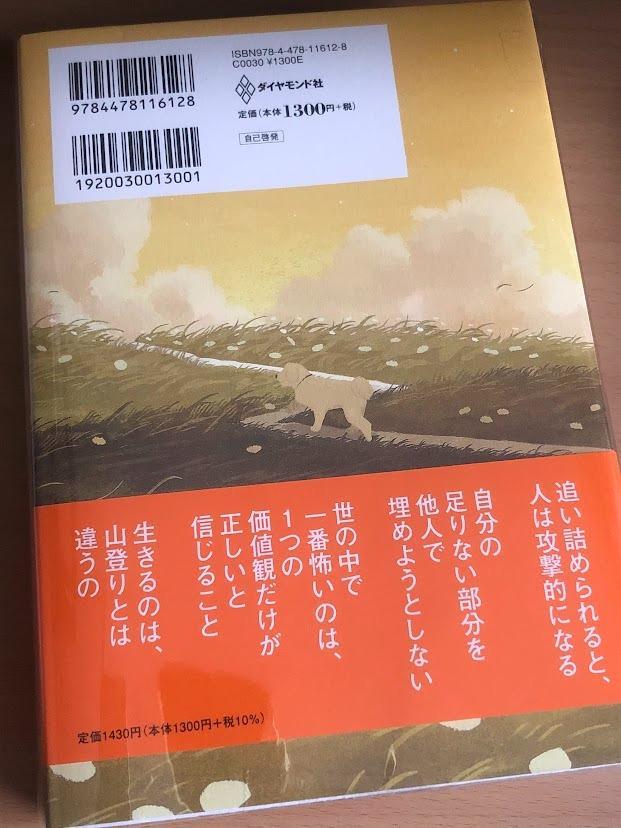 ISBN978-4-478-11612-8
C0030 ¥1300E
9784478116128
ダイヤモンド社
定価(本体1300円+税)
自己啓発
1920030013001
追い詰められると、
人は攻撃的になる
自分の
足りない部分を
他人で
埋めようとしない
世の中で
一番怖いのは、
1つの
価値観だけが
正しいと
信じること
生きるのは、
山登りとは
違うの
定価1430円(本体1300円+税10%)